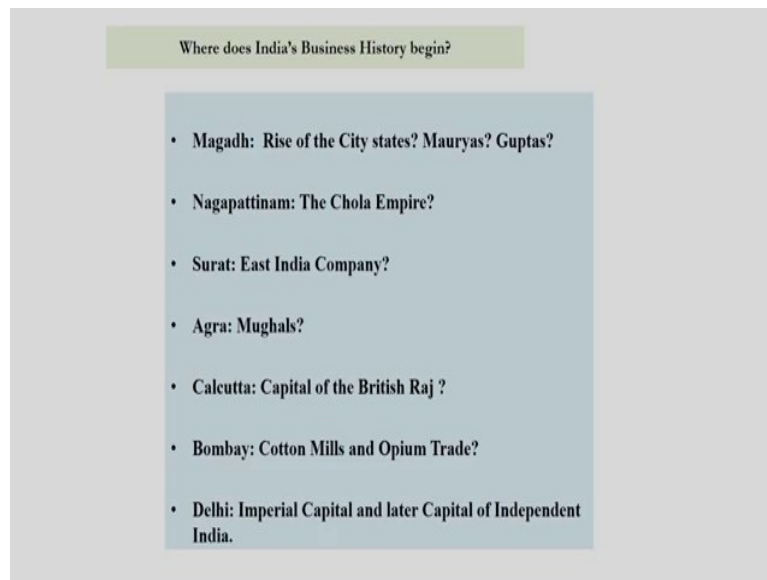 Where does India's Business History begin?
• Magadh: Rise of the City states? Mauryas? Guptas?
• Nagapattinam: The Chola Empire?
• Surat: East India Company?
• Agra: Mughals?
• Calcutta: Capital of the British Raj ?
• Bombay: Cotton Mills and Opium Trade?
• Delhi: Imperial Capital and later Capital of Independent
India.